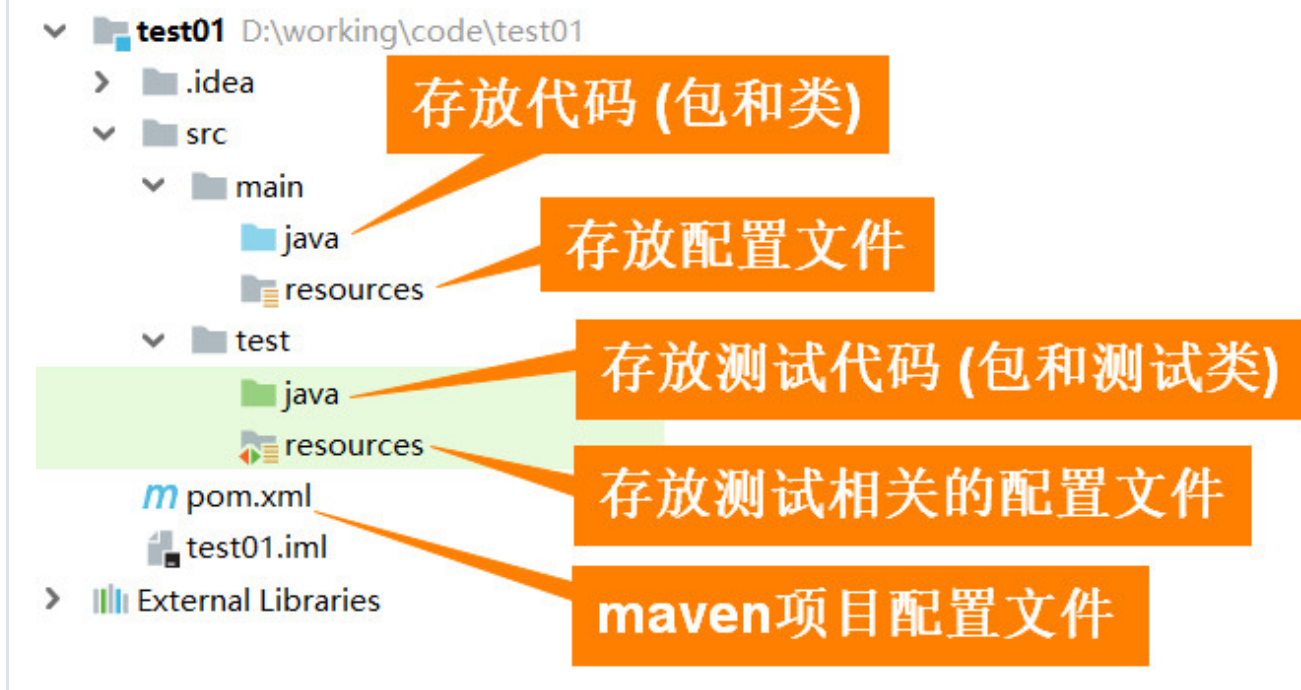 test01 D:\working\code\test01
.idea
存放代码 (包和类)
src
main
java
存放配置文件
resources
test
存放测试代码 (包和测试类)
java
resources
存放测试相关的配置文件
pom.xml
test01.iml
External Libraries
maven项目配置文件